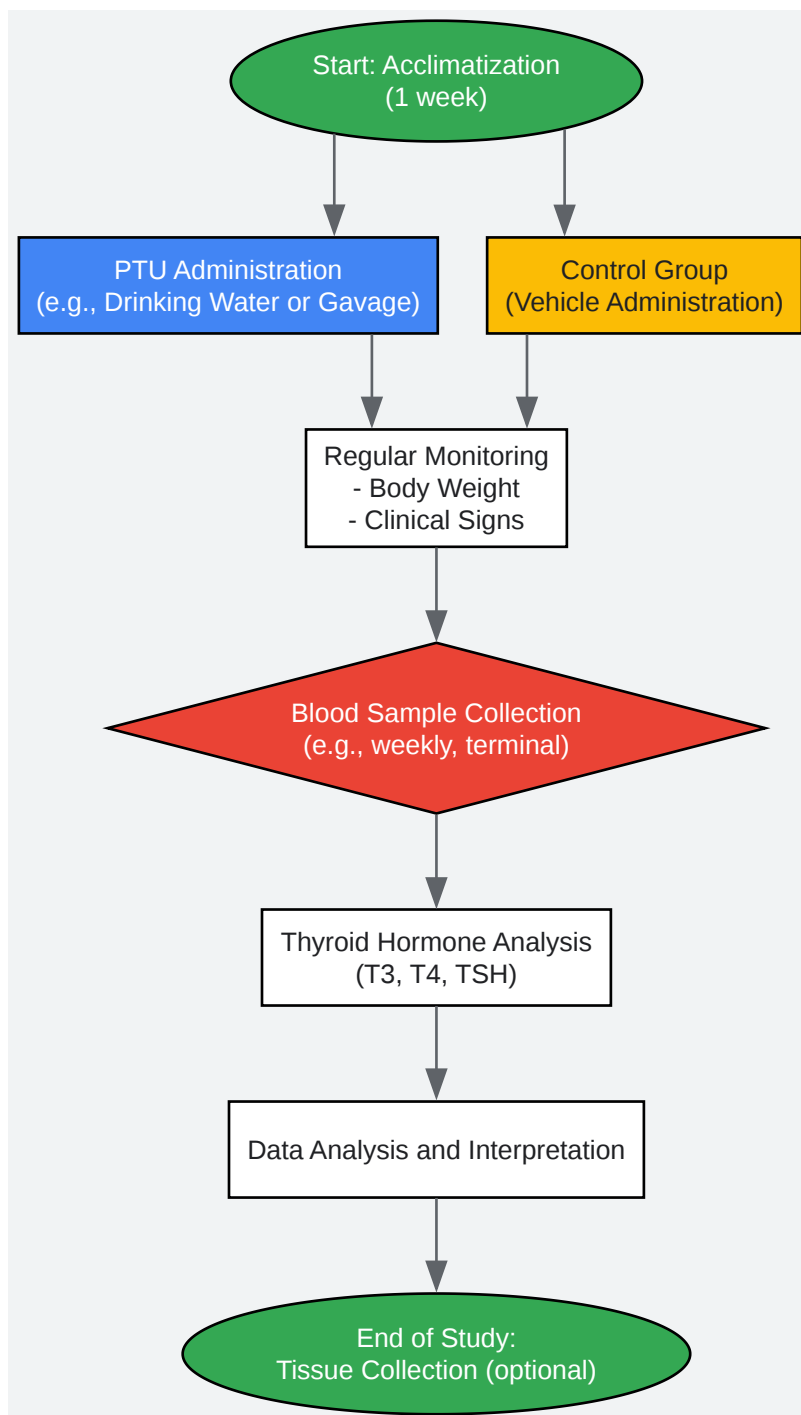 Start: Acclimatization
(1 week)
PTU Administration
(e.g., Drinking Water or Gavage)
Control Group
(Vehicle Administration)
Regular Monitoring
- Body Weight
- Clinical Signs
Blood Sample Collection
(e.g., weekly, terminal)
Thyroid Hormone Analysis
(T3, T4, TSH)
Data Analysis and Interpretation
End of Study:
Tissue Collection (optional)